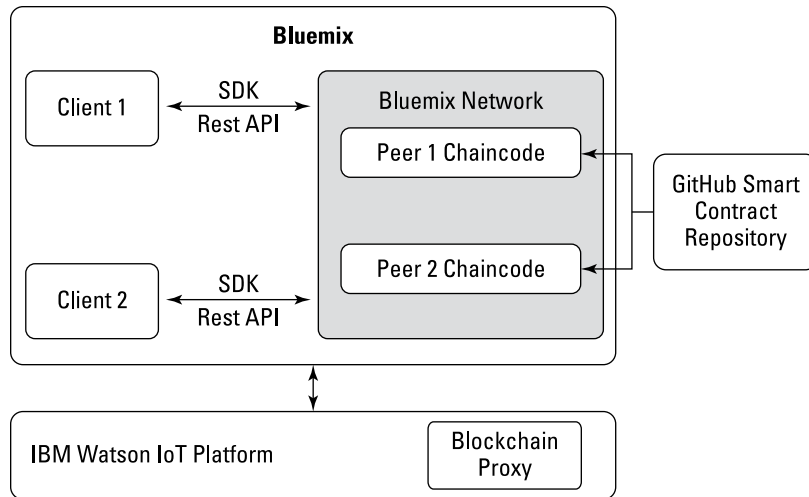 Bluemix
Client 1
SDK
Rest API
Bluemix Network
Peer 1 Chaincode
GitHub Smart
Contract
Repository
Peer 2 Chaincode
Client 2
SDK
Rest API
IBM Watson IoT Platform
Blockchain
Proxy